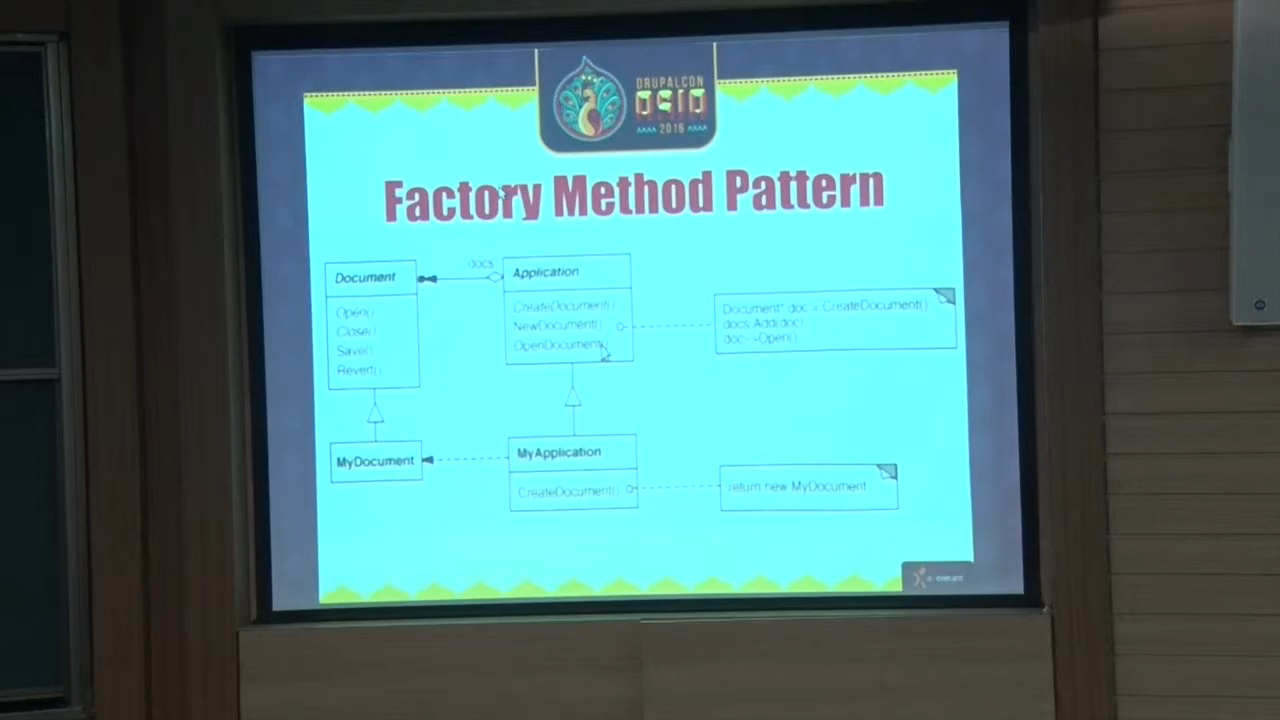 DRUPALCON
2016
Factory Method Pattern
docs
Document
Open()
Close()
Save()
Revert()
Application
CreateDocument()
NewDocument()
OpenDocument()
Document* doc = CreateDocument()
docs.Add(doc)
doc->Open()
MyDocument
MyApplication
CreateDocument()
return new MyDocument